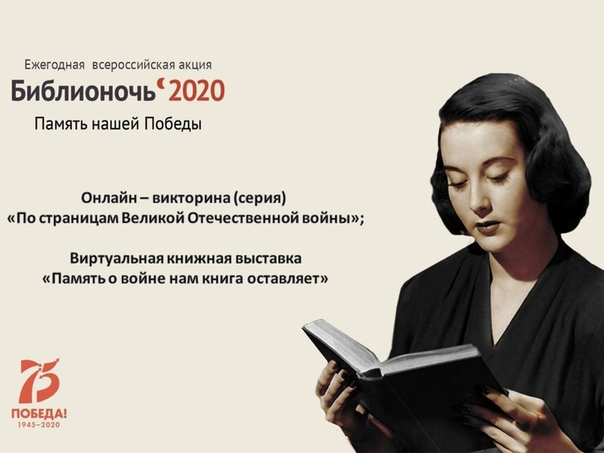 Ежегодная всероссийская акция
Библионочь 2020
Память нашей Победы
Онлайн – викторина (серия)
«По страницам Великой Отечественной войны»;
Виртуальная книжная выставка
«Память о войне нам книга оставляет»
75
ПОБЕДА!
1945–2020